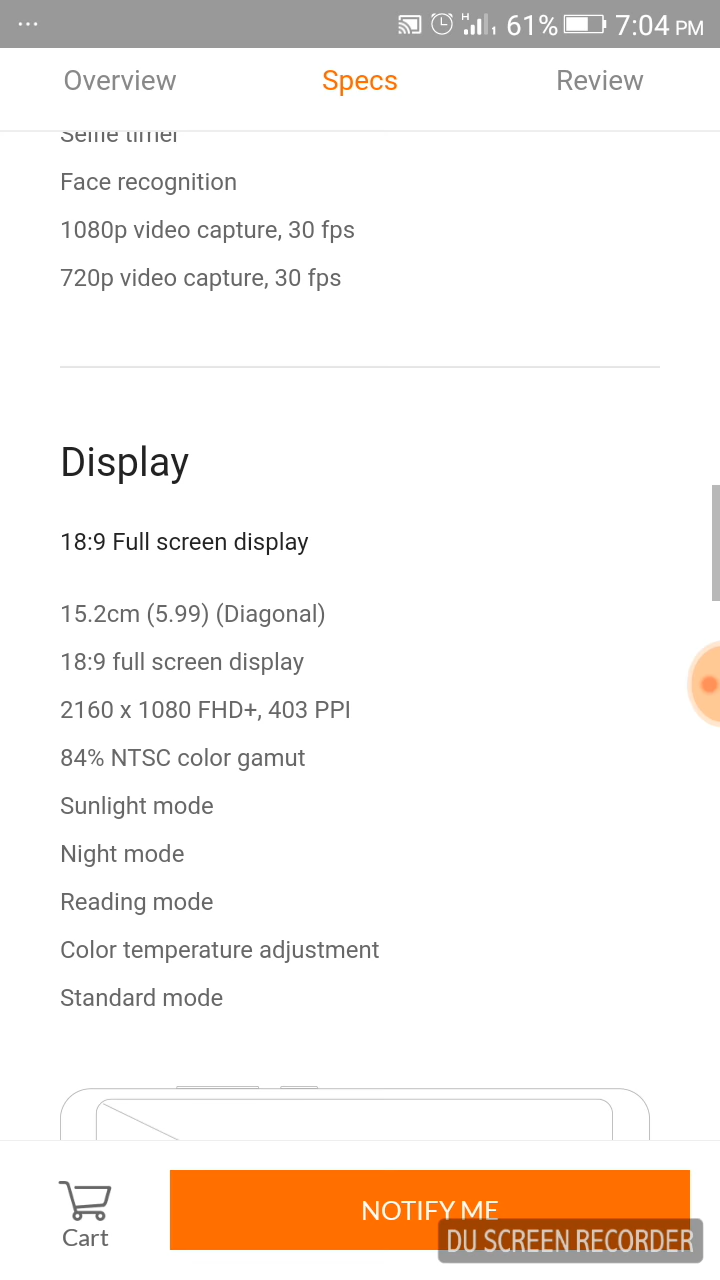 ... H 1 61% 7:04 PM
Overview Specs Review
Selfie timer
Face recognition
1080p video capture, 30 fps
720p video capture, 30 fps
Display
18:9 Full screen display
15.2cm (5.99) (Diagonal)
18:9 full screen display
2160 x 1080 FHD+, 403 PPI
84% NTSC color gamut
Sunlight mode
Night mode
Reading mode
Color temperature adjustment
Standard mode
NOTIFY ME
Cart
DU SCREEN RECORDER